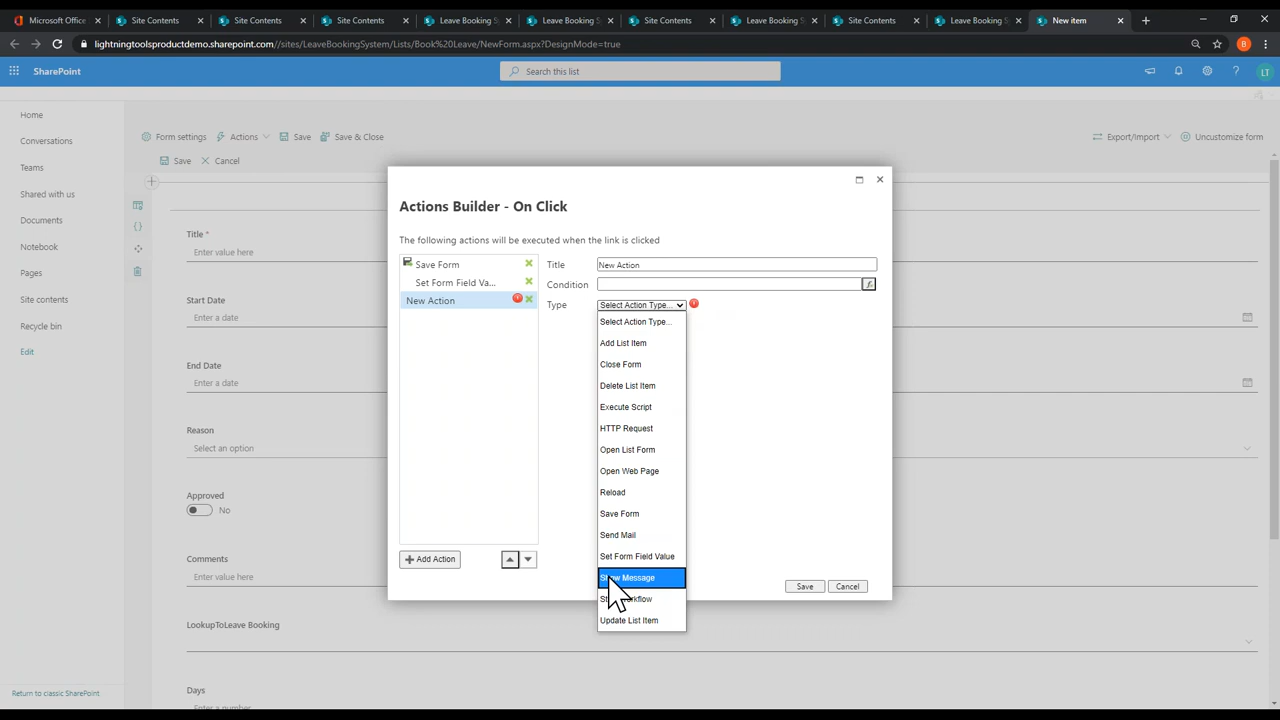 Microsoft Office
Site Contents
Site Contents
Site Contents
Leave Booking Sy
Leave Booking S
Site Contents
Leave Booking Sy
Site Contents
Leave Booking Sy
New item
lightningtoolsproductdemo.sharepoint.com//sites/LeaveBookingSystem/Lists/Book%20Leave/NewForm.aspx?DesignMode=true
B
SharePoint
Search this list
?
LT
Home
Conversations
Teams
Shared with us
Documents
Notebook
Pages
Site contents
Recycle bin
Edit
Return to classic SharePoint
Form settings
Actions
Save
Save & Close
Export/Import
Uncustomize form
Save
Cancel
Title *
Enter value here
Start Date
Enter a date
End Date
Enter a date
Reason
Select an option
Approved
No
Comments
Enter value here
LookupToLeave Booking
Days
Enter a number
Actions Builder - On Click
The following actions will be executed when the link is clicked
Save Form
Set Form Field Va...
New Action
Add Action
Title
New Action
Condition
Type
Select Action Type...
Select Action Type...
Add List Item
Close Form
Delete List Item
Execute Script
HTTP Request
Open List Form
Open Web Page
Reload
Save Form
Send Mail
Set Form Field Value
Message
Update List Item
Save
Cancel